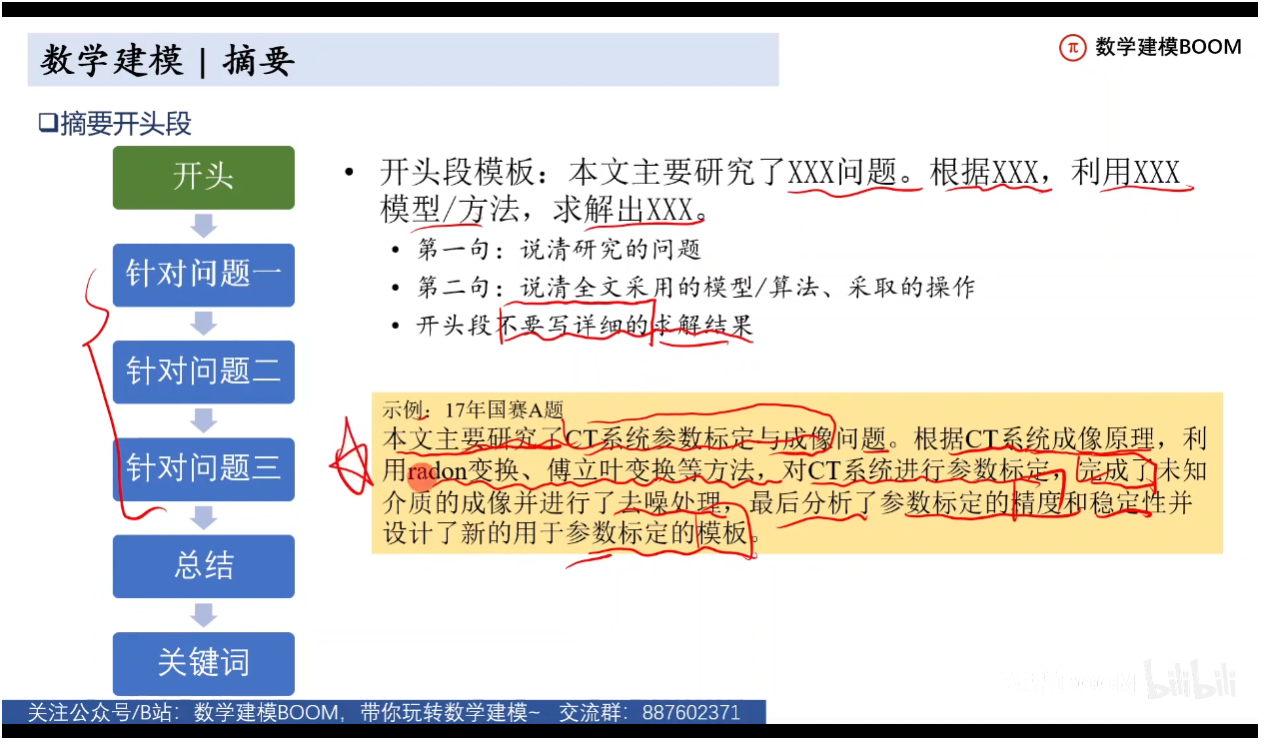 数学建模 | 摘要
数学建模BOOM
摘要开头段
开头
针对问题一
针对问题二
针对问题三
总结
关键词
• 开头段模板：本文主要研究了XXX问题。根据XXX，利用XXX
模型/方法，求解出XXX。
• 第一句：说清研究的问题
• 第二句：说清全文采用的模型/算法、采取的操作
• 开头段不要写详细的求解结果
示例：17年国赛A题
本文主要研究了CT系统参数标定与成像问题。根据CT系统成像原理，利
用radon变换、傅立叶变换等方法，对CT系统进行参数标定，完成了未知
介质的成像并进行了去噪处理，最后分析了参数标定的精度和稳定性并
设计了新的用于参数标定的模板。
bilibili
关注公众号/B站：数学建模BOOM，带你玩转数学建模~ 交流群：887602371